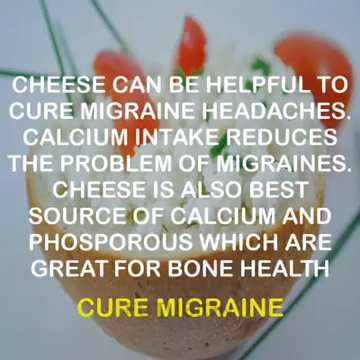 CHEESE CAN BE HELPFUL TO
CURE MIGRAINE HEADACHES.
CALCIUM INTAKE REDUCES
THE PROBLEM OF MIGRAINES.
CHEESE IS ALSO BEST
SOURCE OF CALCIUM AND
PHOSPOROUS WHICH ARE
GREAT FOR BONE HEALTH
CURE MIGRAINE